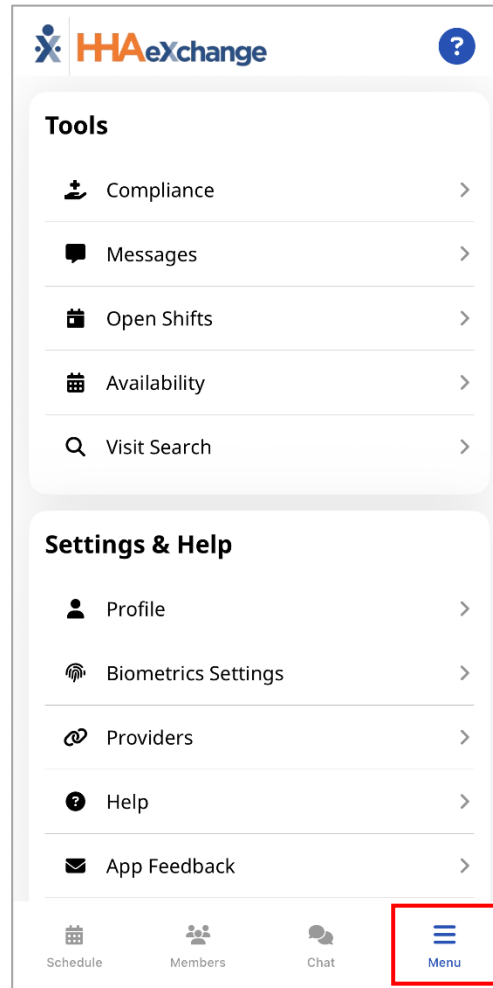 HHAeXchange
?
Tools
Compliance
Messages
Open Shifts
Availability
Visit Search
Settings & Help
Profile
Biometrics Settings
Providers
Help
App Feedback
Schedule
Members
Chat
Menu